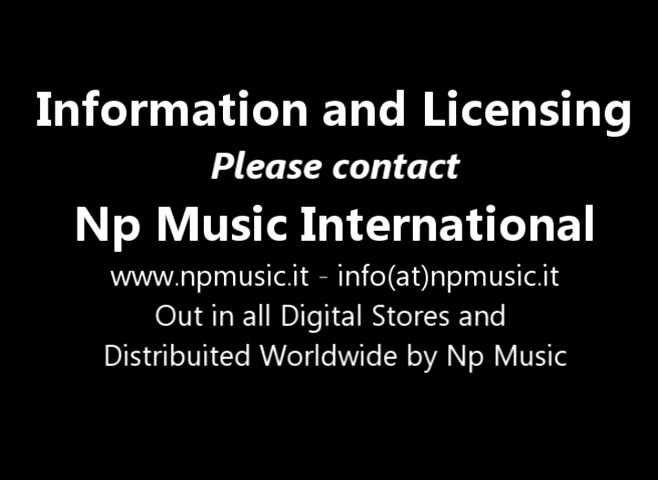 Information and Licensing
Please contact
Np Music International
www.npmusic.it - info(at)npmusic.it
Out in all Digital Stores and
Distribuited Worldwide by Np Music